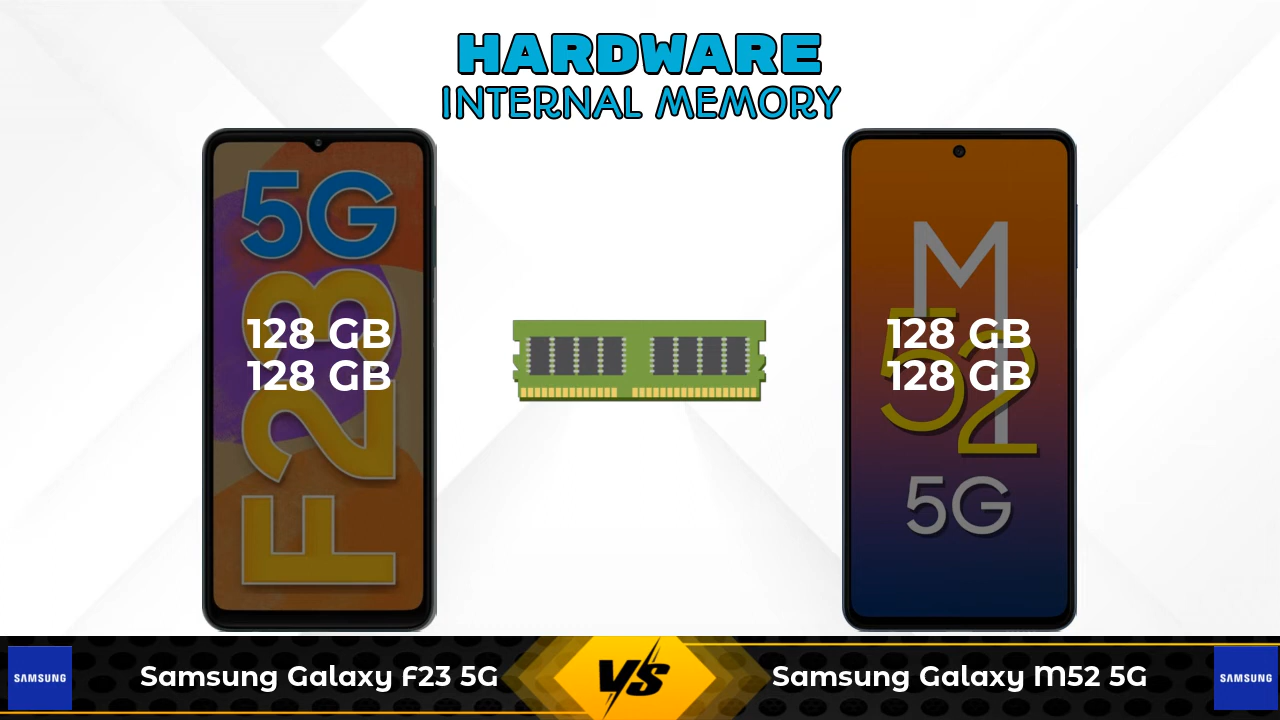 HARDWARE
INTERNAL MEMORY
5G
F23
128 GB
128 GB
M
52
5G
128 GB
128 GB
SAMSUNG
Samsung Galaxy F23 5G
VS
Samsung Galaxy M52 5G
SAMSUNG